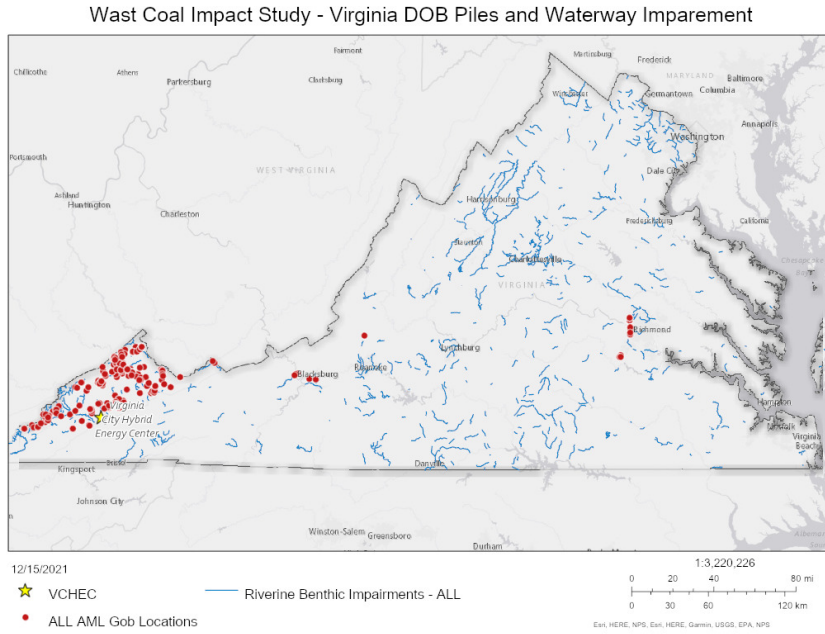 Wast Coal Impact Study - Virginia DOB Piles and Waterway Imparement
Fairmont
Martinsburg
Frederick
Chillicothe
Athens
Parkersburg
Clarksburg
MARYLAND
Baltimore
Columbia
Germantown
Winchester
Annapolis
Washington
Portsmouth
WEST VIRGINIA
Dale City
Ashland
Huntington
Harrisonburg
Charleston
Fredericksburg
Staunton
Charlottesville
VIRGINIA
Richmond
Lynchburg
Blacksburg
Roanoke
Virginia
City Hybrid
Energy Center
Hampton
Norfolk
Virginia
Beach
Kingsport
Bristol
Danville
Johnson City
Winston-Salem
Greensboro
Durham
12/15/2021
1:3,220,226
VCHEC
Riverine Benthic Impairments - ALL
0 20 40 80 mi
0 30 60 120 km
ALL AML Gob Locations
Esri, HERE, NPS, Esri, HERE, Garmin, USGS, EPA, NPS